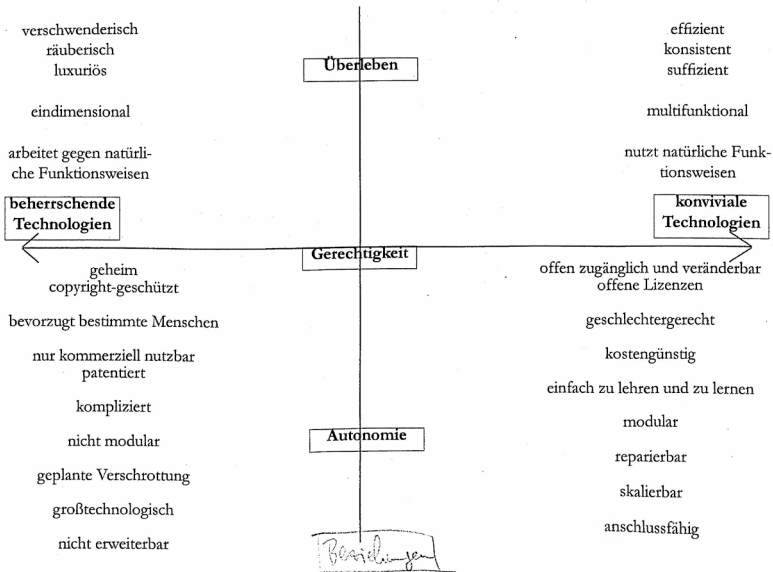 verschwenderisch
räuberisch
luxuriös
eindimensional
arbeitet gegen natürli-
che Funktionsweisen
beherrschende
Technologien
geheim
copyright-geschützt
bevorzugt bestimmte Menschen
nur kommerziell nutzbar
patentiert
kompliziert
nicht modular
geplante Verschrottung
großtechnologisch
nicht erweiterbar
Überleben
Gerechtigkeit
Autonomie
Beziehungen
effizient
konsistent
suffizient
multifunktional
nutzt natürliche Funk-
tionsweisen
konviviale
Technologien
offen zugänglich und veränderbar
offene Lizenzen
geschlechtergerecht
kostengünstig
einfach zu lehren und zu lernen
modular
reparierbar
skalierbar
anschlussfähig